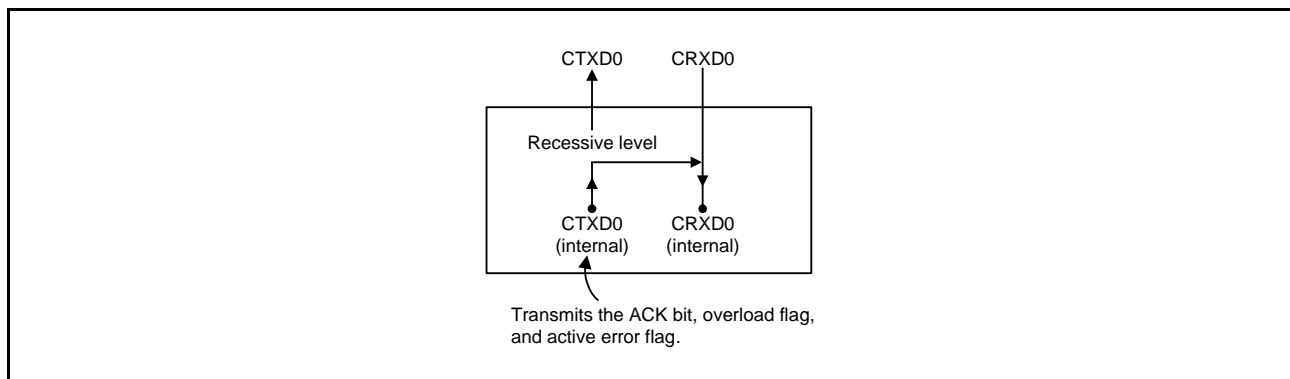 CTXD0 CRXD0
Recessive level
CTXD0 CRXD0
(internal) (internal)
Transmits the ACK bit, overload flag,
and active error flag.